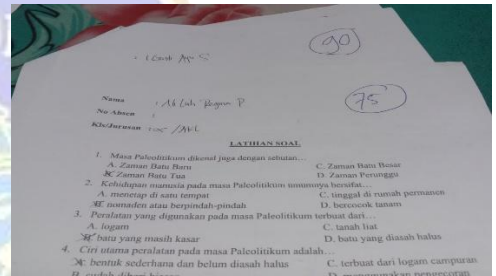 90
75
Nama :
No Absen :
Kls/Jurusan :
LATIHAN SOAL
1. Masa Paleolitikum dikenal juga dengan sebutan...
A. Zaman Batu Baru C. Zaman Batu Besar
Zaman Batu Tua D. Zaman Perunggu
2. Kehidupan manusia pada masa Paleolitikum umumnya bersifat...
A. menetap di satu tempat C. tinggal di rumah permanen
nomaden atau berpindah-pindah D. bercocok tanam
3. Peralatan yang digunakan pada masa Paleolitikum terbuat dari...
A. logam C. tanah liat
batu yang masih kasar D. batu yang diasah halus
4. Ciri utama peralatan pada masa Paleolitikum adalah...
bentuk sederhana dan belum diasah halus C. terbuat dari logam campuran